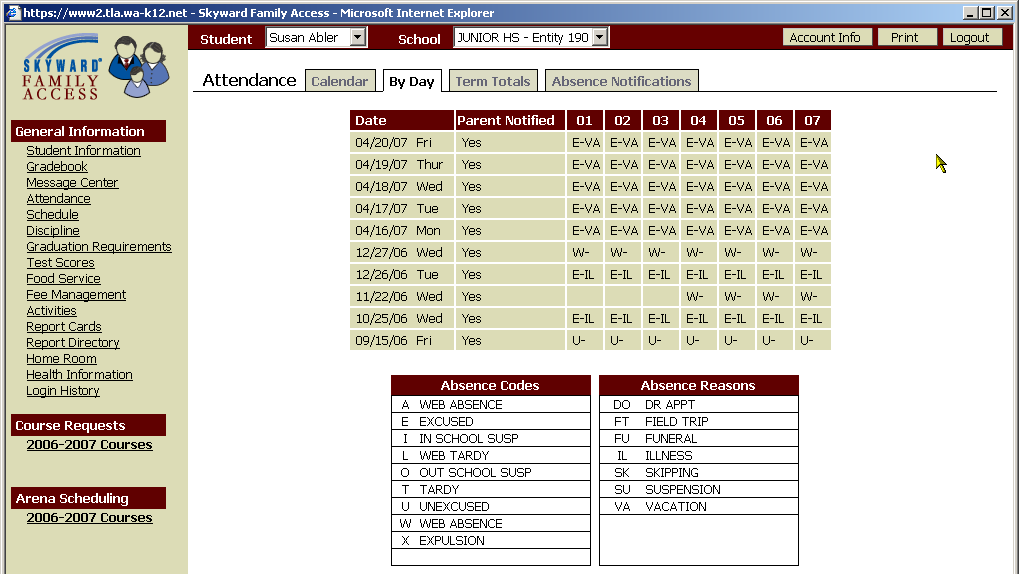 https://www2.tla.wa-k12.net - Skyward Family Access - Microsoft Internet Explorer
Student Susan Abler School JUNIOR HS - Entity 190 Account Info Print Logout
SKYWARD®
FAMILY
ACCESS
Attendance Calendar By Day Term Totals Absence Notifications
General Information
Student Information
Gradebook
Message Center
Attendance
Schedule
Discipline
Graduation Requirements
Test Scores
Food Service
Fee Management
Activities
Report Cards
Report Directory
Home Room
Health Information
Login History
Course Requests
2006-2007 Courses
Arena Scheduling
2006-2007 Courses
Date Parent Notified 01 02 03 04 05 06 07
04/20/07 Fri Yes E-VA E-VA E-VA E-VA E-VA E-VA E-VA
04/19/07 Thur Yes E-VA E-VA E-VA E-VA E-VA E-VA E-VA
04/18/07 Wed Yes E-VA E-VA E-VA E-VA E-VA E-VA E-VA
04/17/07 Tue Yes E-VA E-VA E-VA E-VA E-VA E-VA E-VA
04/16/07 Mon Yes E-VA E-VA E-VA E-VA E-VA E-VA E-VA
12/27/06 Wed Yes W- W- W- W- W- W- W-
12/26/06 Tue Yes E-IL E-IL E-IL E-IL E-IL E-IL E-IL
11/22/06 Wed Yes W- W- W- W-
10/25/06 Wed Yes E-IL E-IL E-IL E-IL E-IL E-IL E-IL
09/15/06 Fri Yes U- U- U- U- U- U- U-
Absence Codes
A WEB ABSENCE
E EXCUSED
I IN SCHOOL SUSP
L WEB TARDY
O OUT SCHOOL SUSP
T TARDY
U UNEXCUSED
W WEB ABSENCE
X EXPULSION
Absence Reasons
DO DR APPT
FT FIELD TRIP
FU FUNERAL
IL ILLNESS
SK SKIPPING
SU SUSPENSION
VA VACATION